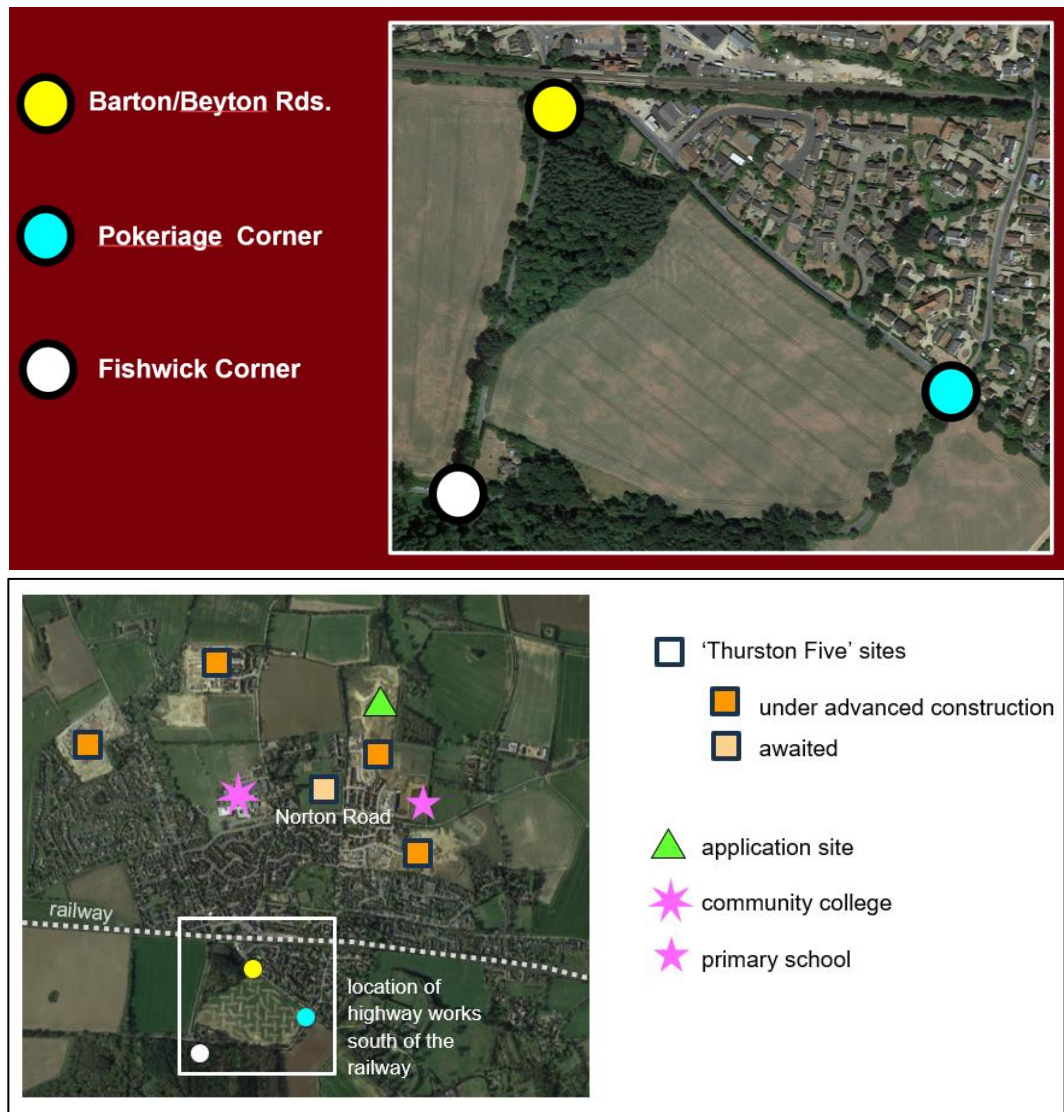 Barton/Beyton Rds.
Pokeriage Corner
Fishwick Corner
'Thurston Five' sites
under advanced construction
awaited
Norton Road
application site
community college
railway
primary school
location of
highway works
south of the
railway